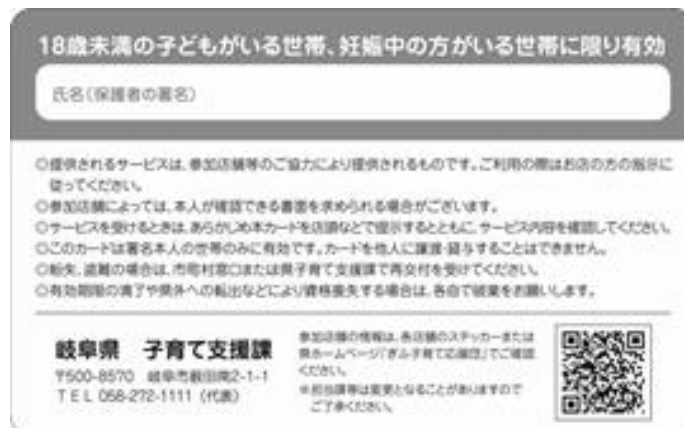 18歳未満の子どもがいる世帯、妊娠中の方がいる世帯に限り有効
氏名(保護者の署名)
◎提供されるサービスは、参加店舗等のご協力により提供されるものです。ご利用の際はお店の方の指示に
従ってください。
◎参加店舗によっては、本人が確認できる書面を求められる場合がございます。
◎サービスを受けるときは、あらかじめ本カードを店頭などで提示するとともに、サービス内容を確認してください。
◎このカードは署名本人の世帯のみに有効です。カードを他人に譲渡・貸与することはできません。
◎紛失、盗難の場合は、市町村窓口または県子育て支援課で再交付を受けてください。
◎有効期限の満了や県外への転出などにより資格喪失する場合は、各自で破棄をお願いします。
岐阜県 子育て支援課
〒500-8570 岐阜市薮田南2-1-1
TEL 058-272-1111 (代表)
参加店舗の情報は、各店舗のステッカーまたは
県ホームページ「ぎふ子育て応援団」でご確認
ください。
※担当課等は変更となることがありますので
ご了承ください。